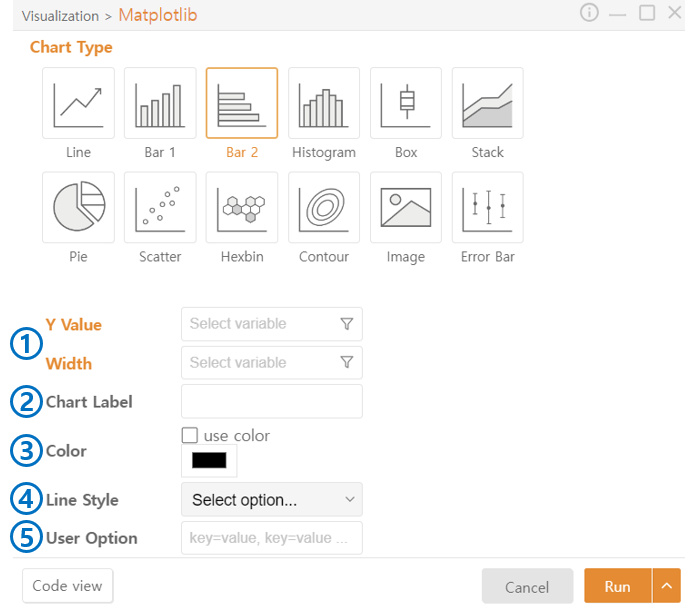 Visualization > Matplotlib
Chart Type
Line Bar 1 Bar 2 Histogram Box Stack
Pie Scatter Hexbin Contour Image Error Bar
① Y Value Select variable
Width Select variable
② Chart Label
③ Color use color
④ Line Style Select option...
⑤ User Option key=value, key=value ...
Code view Cancel Run